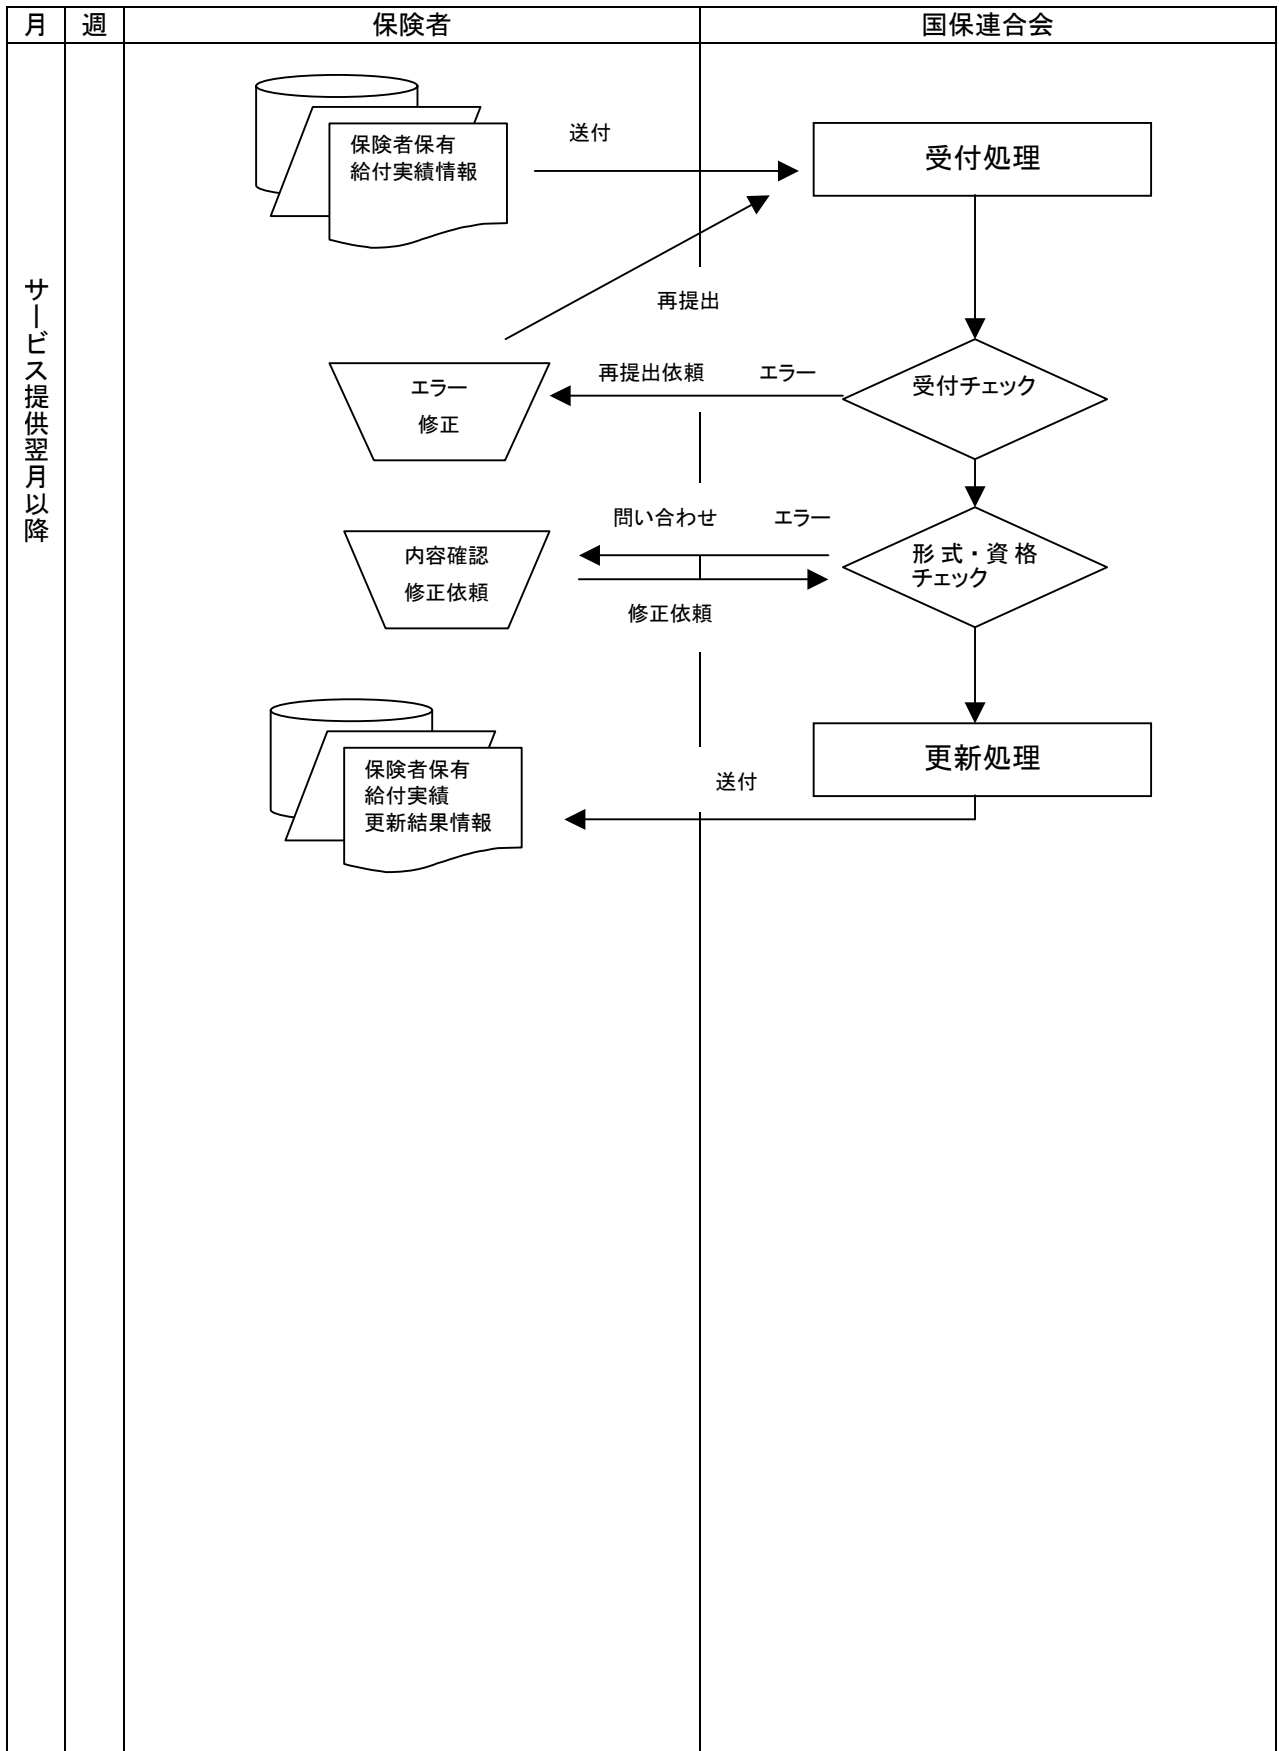 月
週
保険者
国保連合会
サービス提供翌月以降
保険者保有
給付実績情報
送付
受付処理
再提出
エラー
修正
再提出依頼
エラー
受付チェック
問い合わせ
エラー
内容確認
修正依頼
形式・資格
チェック
修正依頼
保険者保有
給付実績
更新結果情報
送付
更新処理